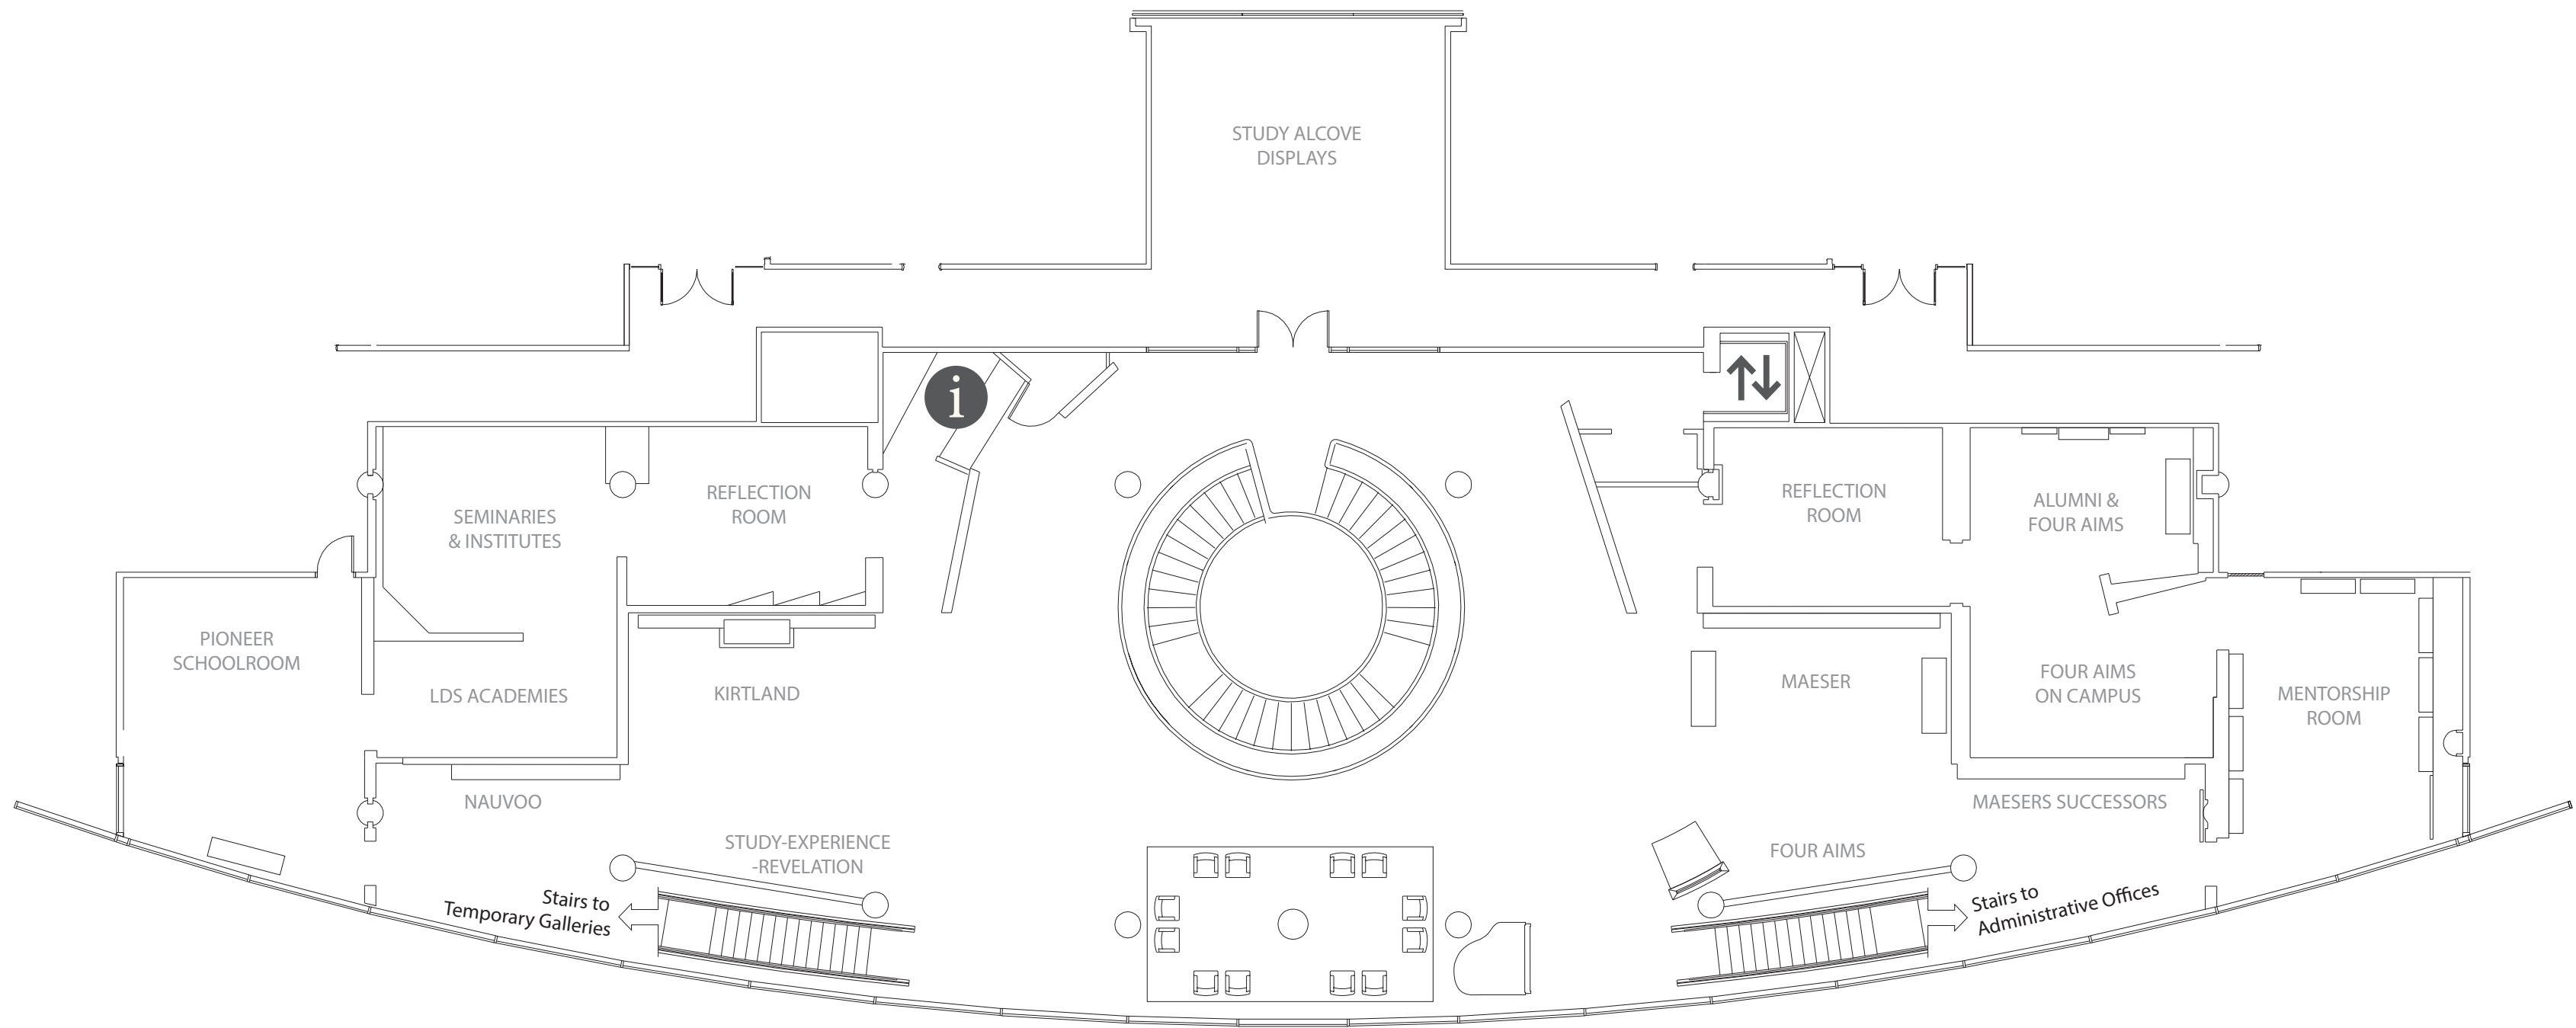 STUDY ALCOVE
DISPLAYS
i
REFLECTION
ROOM
SEMINARIES
& INSTITUTES
REFLECTION
ROOM
ALUMNI &
FOUR AIMS
PIONEER
SCHOOLROOM
LDS ACADEMIES
KIRTLAND
MAESER
FOUR AIMS
ON CAMPUS
MENTORSHIP
ROOM
NAUVOO
MAESERS SUCCESSORS
STUDY-EXPERIENCE
-REVELATION
FOUR AIMS
Stairs to
Temporary Galleries
Stairs to
Administrative Offices